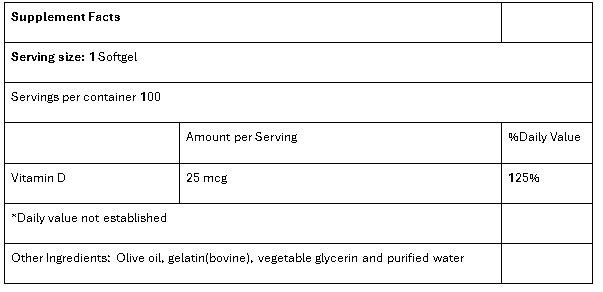 Supplement Facts
Serving size: 1 Softgel
Servings per container 100
Amount per Serving %Daily Value
Vitamin D 25 mcg 125%
*Daily value not established
Other Ingredients: Olive oil, gelatin(bovine), vegetable glycerin and purified water